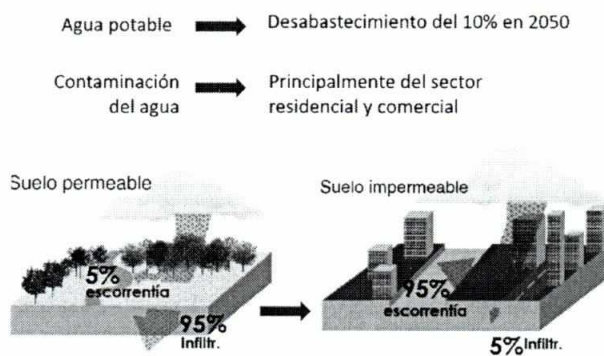 Agua potable
Desabastecimiento del 10% en 2050
Contaminación
del agua
Principalmente del sector
residencial y comercial
Suelo permeable
5%
escorrentía
95%
Infiltr.
Suelo impermeable
95%
escorrentía
5% Infiltr.